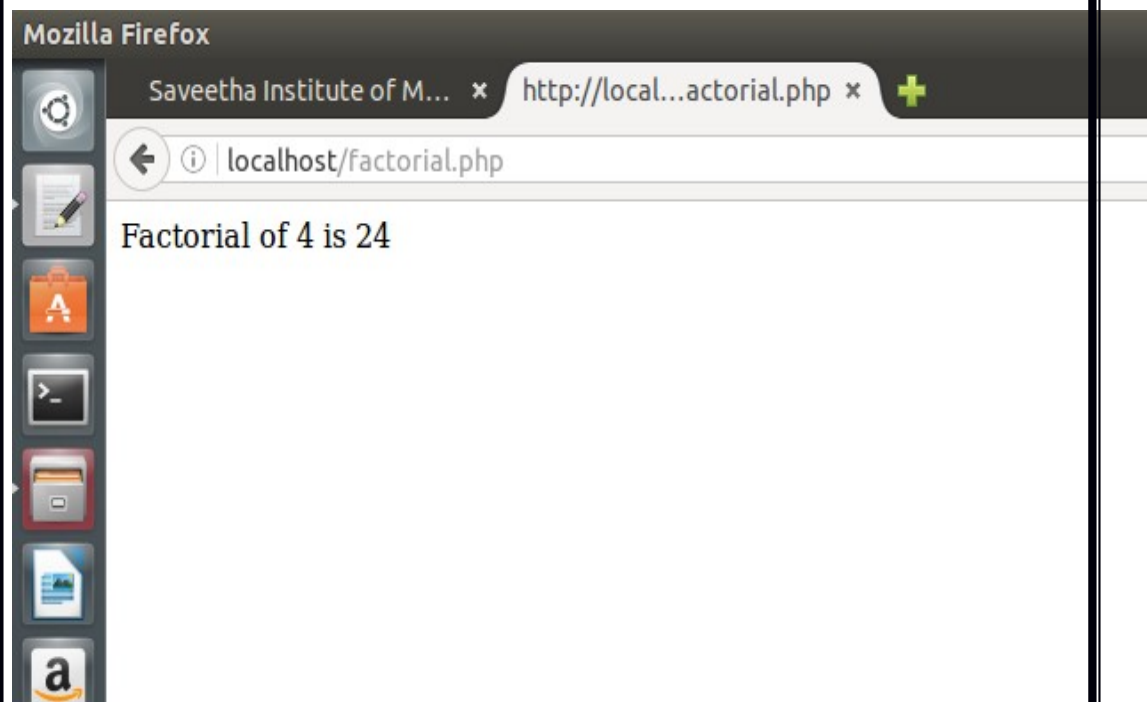 Mozilla Firefox
Saveetha Institute of M... ×
http://local...actorial.php ×
localhost/factorial.php
Factorial of 4 is 24
A
>_
a